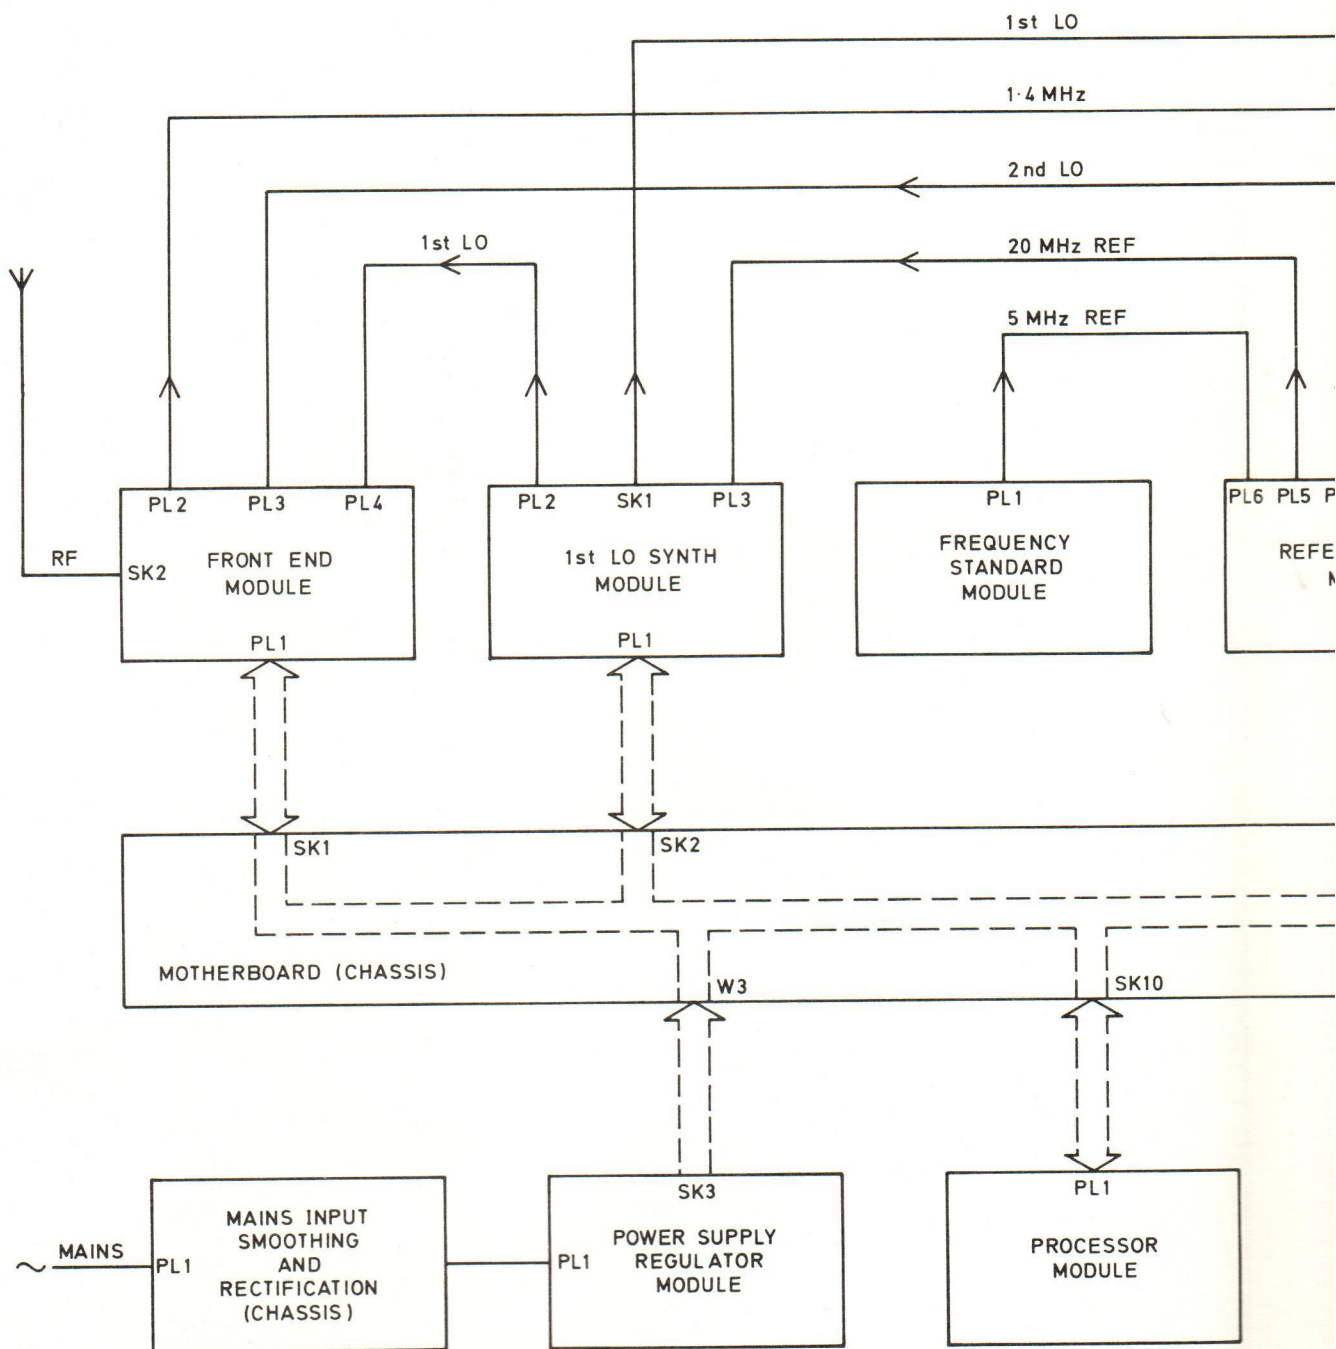 1st LO
1·4 MHz
2nd LO
1st LO
20 MHz REF
5 MHz REF
PL2 PL3 PL4
PL2 SK1 PL3
PL1
PL6 PL5
RF
SK2
FRONT END
MODULE
PL1
1st LO SYNTH
MODULE
PL1
FREQUENCY
STANDARD
MODULE
SK1
SK2
MOTHERBOARD (CHASSIS)
W3
SK10
MAINS
PL1
MAINS INPUT
SMOOTHING
AND
RECTIFICATION
(CHASSIS)
SK3
PL1
POWER SUPPLY
REGULATOR
MODULE
PL1
PROCESSOR
MODULE